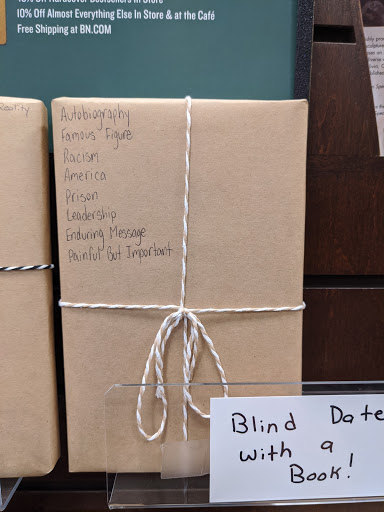 10% Off Almost Everything Else In Store & at the Café
Free Shipping at BN.COM
Autobiography
Famous Figure
Racism
America
Prison
Leadership
Enduring Message
Painful But Important
Blind Date
with a
Book!